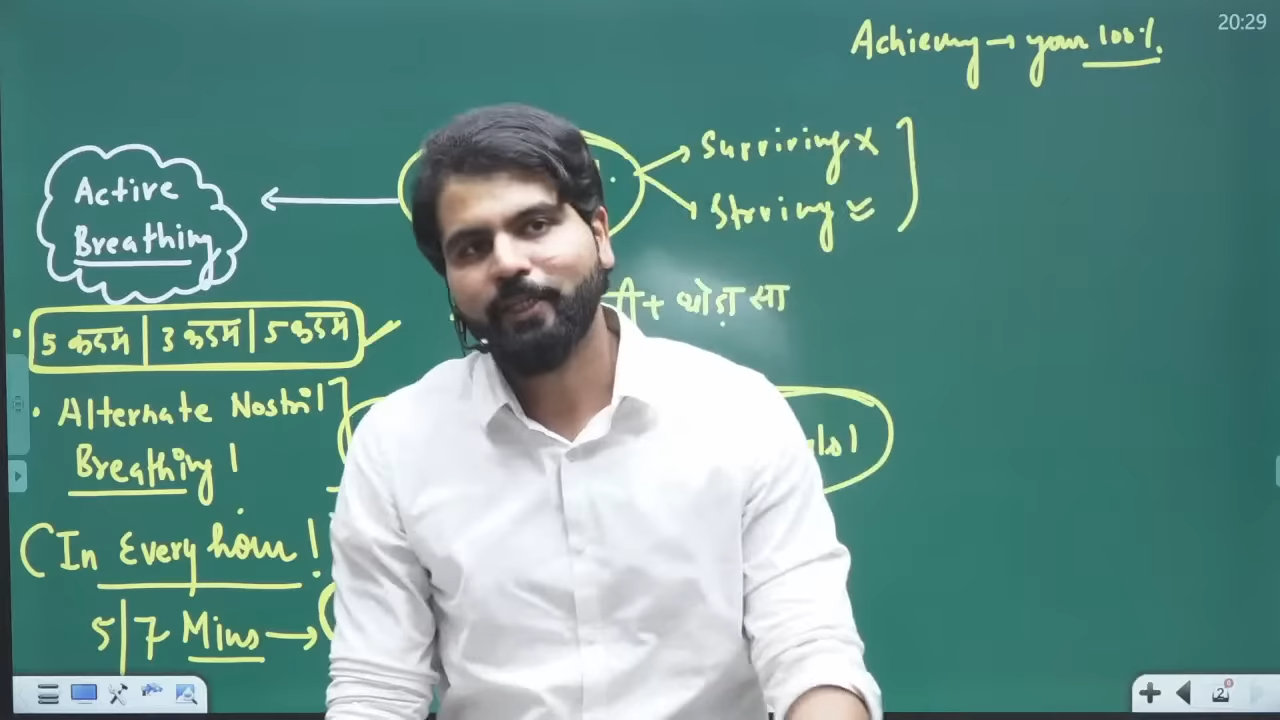 20:29
Achieving → your 100%.
Surviving ×
Striving
Active
Breathing
+ थोड़ा सा
5 कदम | 3 कदम | 5 कदम
• Alternate Nostril
Breathing !
(In Every hour !
5/7 Mins →
2